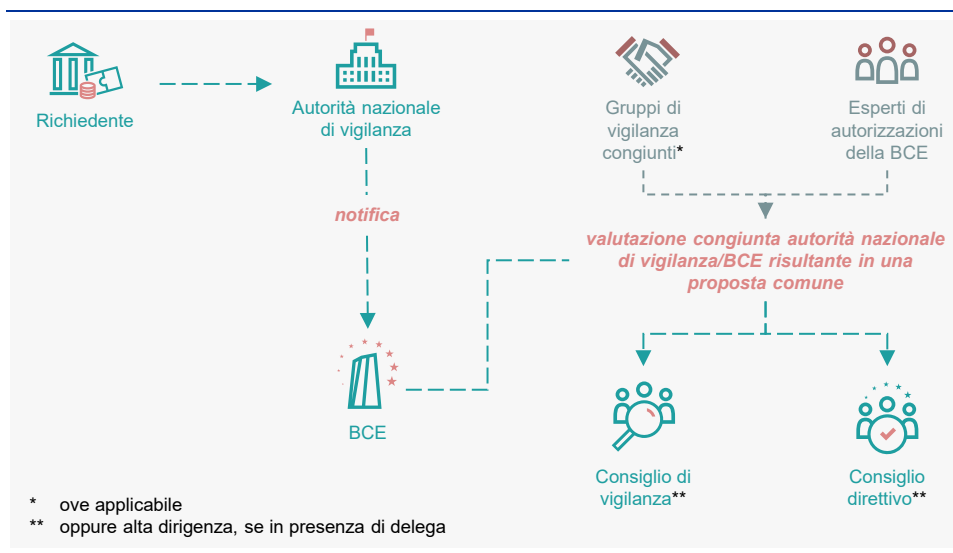 Richiedente
Autorità nazionale
di vigilanza
Gruppi di
vigilanza
congiunti*
Esperti di
autorizzazioni
della BCE
notifica
valutazione congiunta autorità nazionale
di vigilanza/BCE risultante in una
proposta comune
BCE
Consiglio di
vigilanza**
Consiglio
direttivo**
* ove applicabile
** oppure alta dirigenza, se in presenza di delega